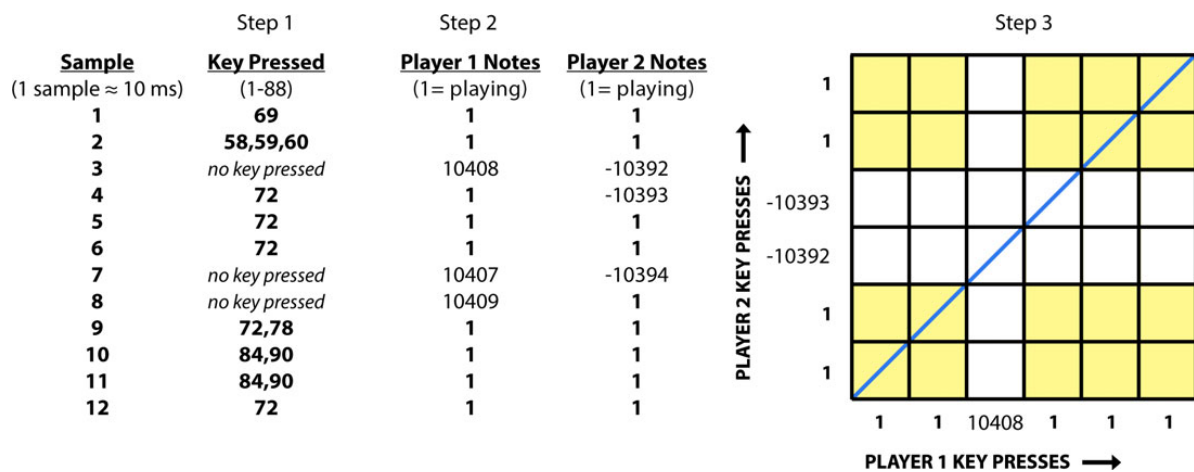 Step 1 Step 2 Step 3
Sample Key Pressed Player 1 Notes Player 2 Notes
(1 sample ≈ 10 ms) (1-88) (1= playing) (1= playing)
1 69 1 1
2 58,59,60 1 1
3 no key pressed 10408 -10392
4 72 1 -10393
5 72 1 1
6 72 1 1
7 no key pressed 10407 -10394
8 no key pressed 10409 1
9 72,78 1 1
10 84,90 1 1
11 84,90 1 1
12 72 1 1
PLAYER 2 KEY PRESSES
1
1
-10393
-10392
1
1
1 1 10408 1 1 1
PLAYER 1 KEY PRESSES